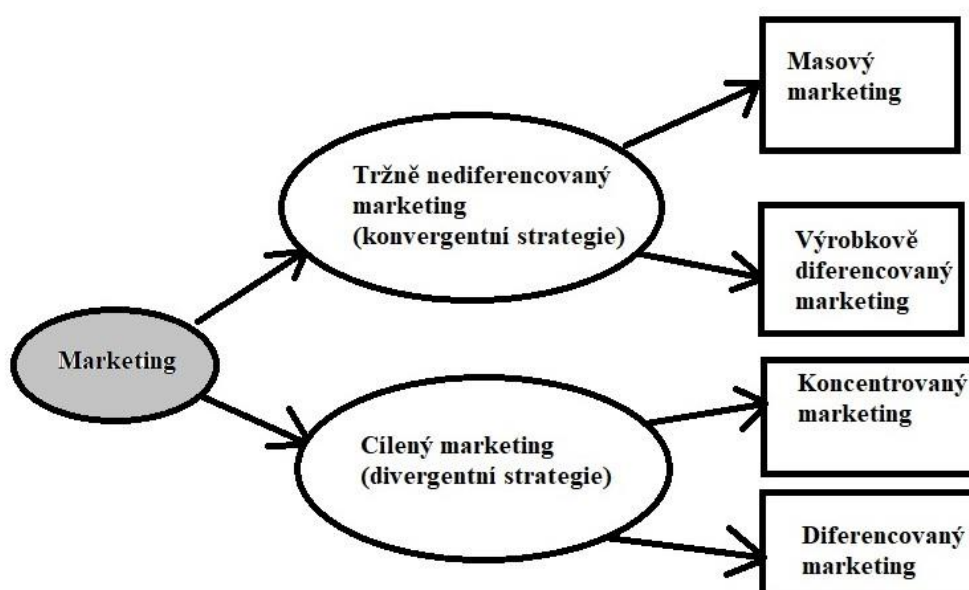 Masový
marketing
Tržně nediferencovaný
marketing
(konvergentní strategie)
Výrobkově
diferencovaný
marketing
Marketing
Koncentrovaný
marketing
Cílený marketing
(divergentní strategie)
Diferencovaný
marketing